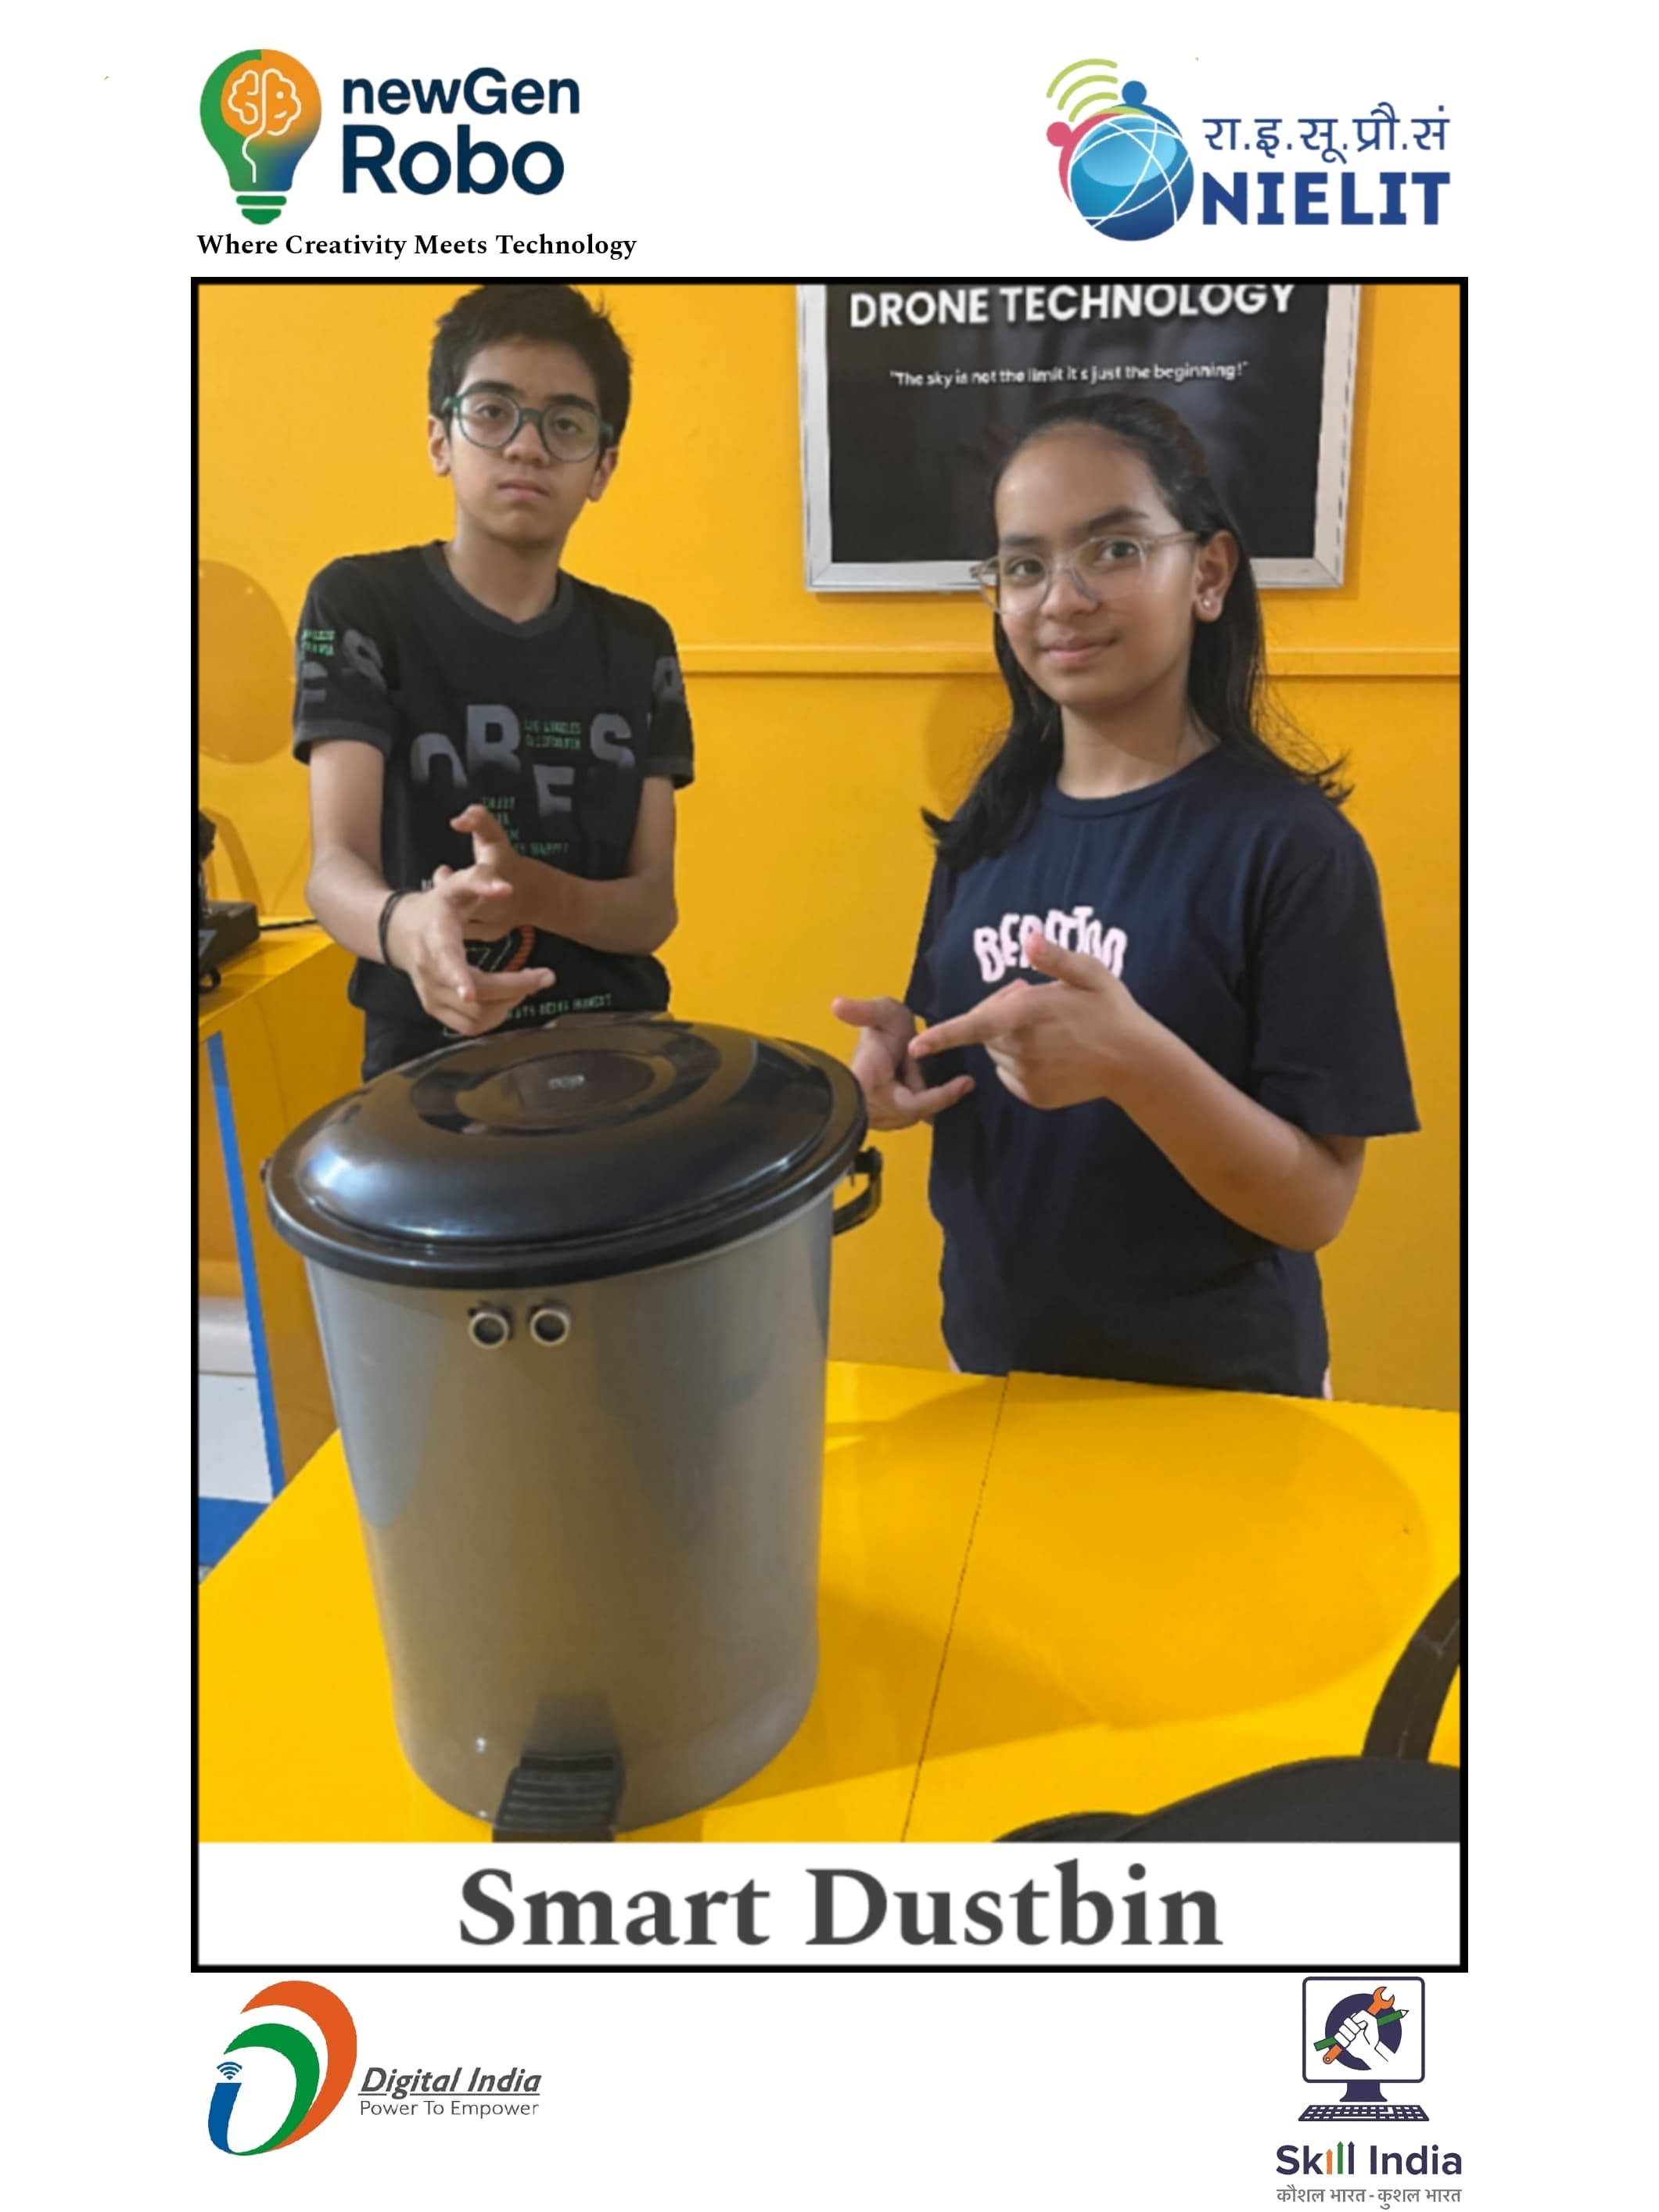 newGen
Robo
Where Creativity Meets Technology
रा.इ.सू.प्रौ.सं
NIELIT
DRONE TECHNOLOGY
"The sky is not the limit it s just the beginning!"
Smart Dustbin
Digital India
Power To Empower
Skill India
कौशल भारत - कुशल भारत